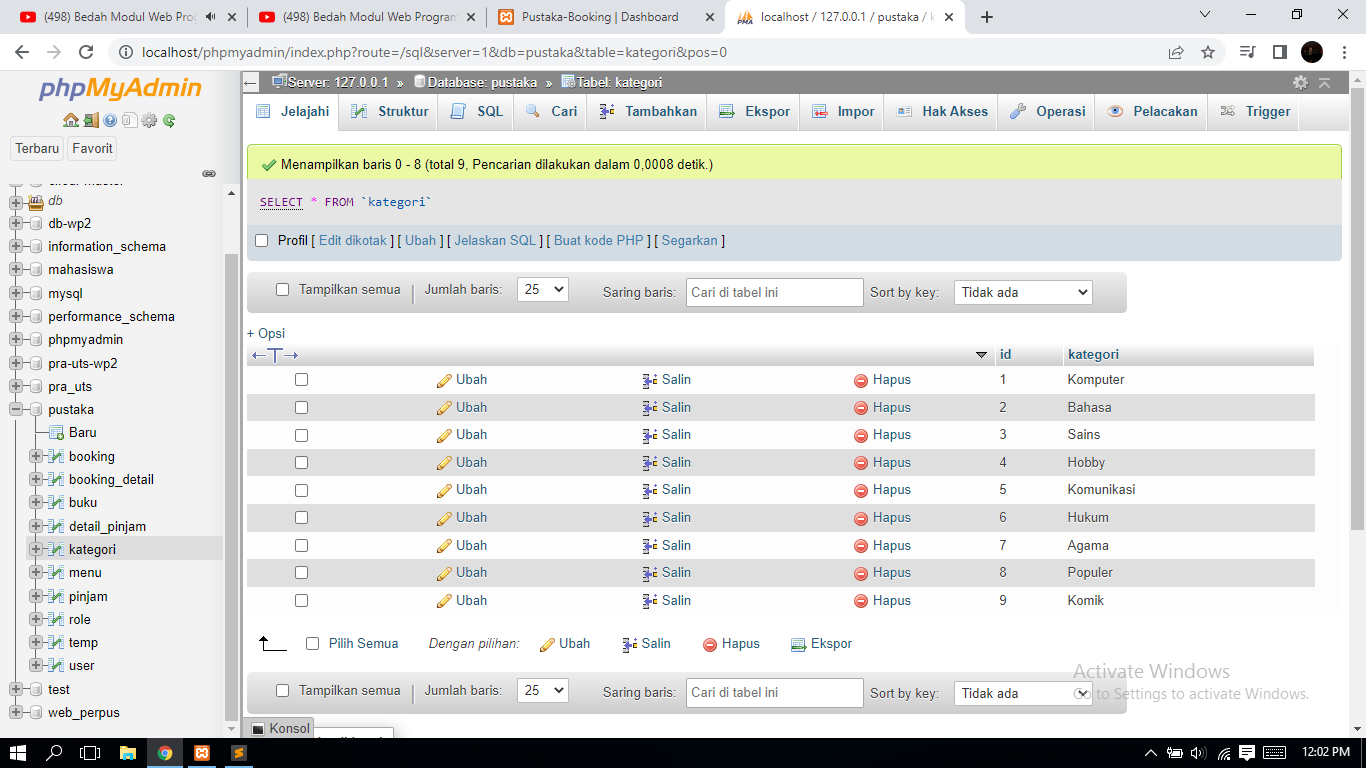 (498) Bedah Modul Web Pro
(498) Bedah Modul Web Program
Pustaka-Booking | Dashboard
localhost / 127.0.0.1 / pustaka / k
localhost/phpmyadmin/index.php?route=/sql&server=1&db=pustaka&table=kategori&pos=0
phpMyAdmin
Terbaru Favorit
db
db-wp2
information_schema
mahasiswa
mysql
performance_schema
phpmyadmin
pra-uts-wp2
pra_uts
pustaka
Baru
booking
booking_detail
buku
detail_pinjam
kategori
menu
pinjam
role
temp
user
test
web_perpus
Server: 127.0.0.1 » Database: pustaka » Tabel: kategori
Jelajahi Struktur SQL Cari Tambahkan Ekspor Impor Hak Akses Operasi Pelacakan Trigger
Menampilkan baris 0 - 8 (total 9, Pencarian dilakukan dalam 0,0008 detik.)
SELECT * FROM `kategori`
Profil [ Edit dikotak ] [ Ubah ] [ Jelaskan SQL ] [ Buat kode PHP ] [ Segarkan ]
Tampilkan semua | Jumlah baris: 25 Saring baris: Cari di tabel ini Sort by key: Tidak ada
+ Opsi
←T→ id kategori
Ubah Salin Hapus 1 Komputer
Ubah Salin Hapus 2 Bahasa
Ubah Salin Hapus 3 Sains
Ubah Salin Hapus 4 Hobby
Ubah Salin Hapus 5 Komunikasi
Ubah Salin Hapus 6 Hukum
Ubah Salin Hapus 7 Agama
Ubah Salin Hapus 8 Populer
Ubah Salin Hapus 9 Komik
Pilih Semua Dengan pilihan: Ubah Salin Hapus Ekspor
Tampilkan semua | Jumlah baris: 25 Saring baris: Cari di tabel ini Sort by key: Tidak ada
Konsol
Activate Windows
Go to Settings to activate Windows.
12:02 PM